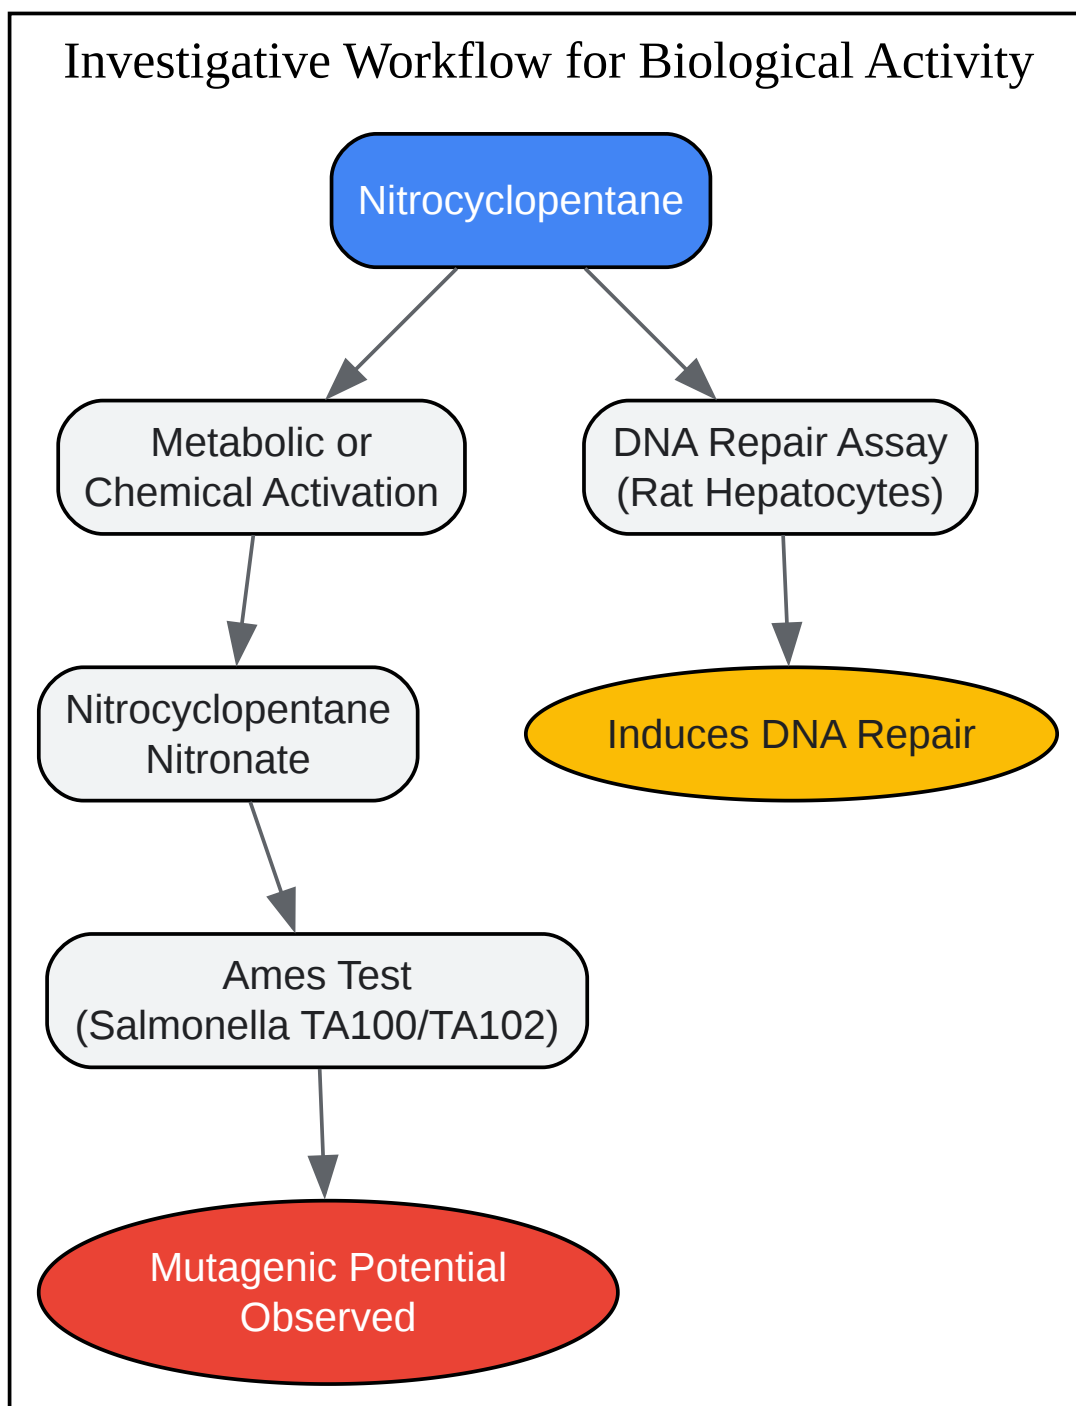 Investigative Workflow for Biological Activity
Nitrocyclopentane
Metabolic or
Chemical Activation
DNA Repair Assay
(Rat Hepatocytes)
Nitrocyclopentane
Nitronate
Induces DNA Repair
Ames Test
(Salmonella TA100/TA102)
Mutagenic Potential
Observed